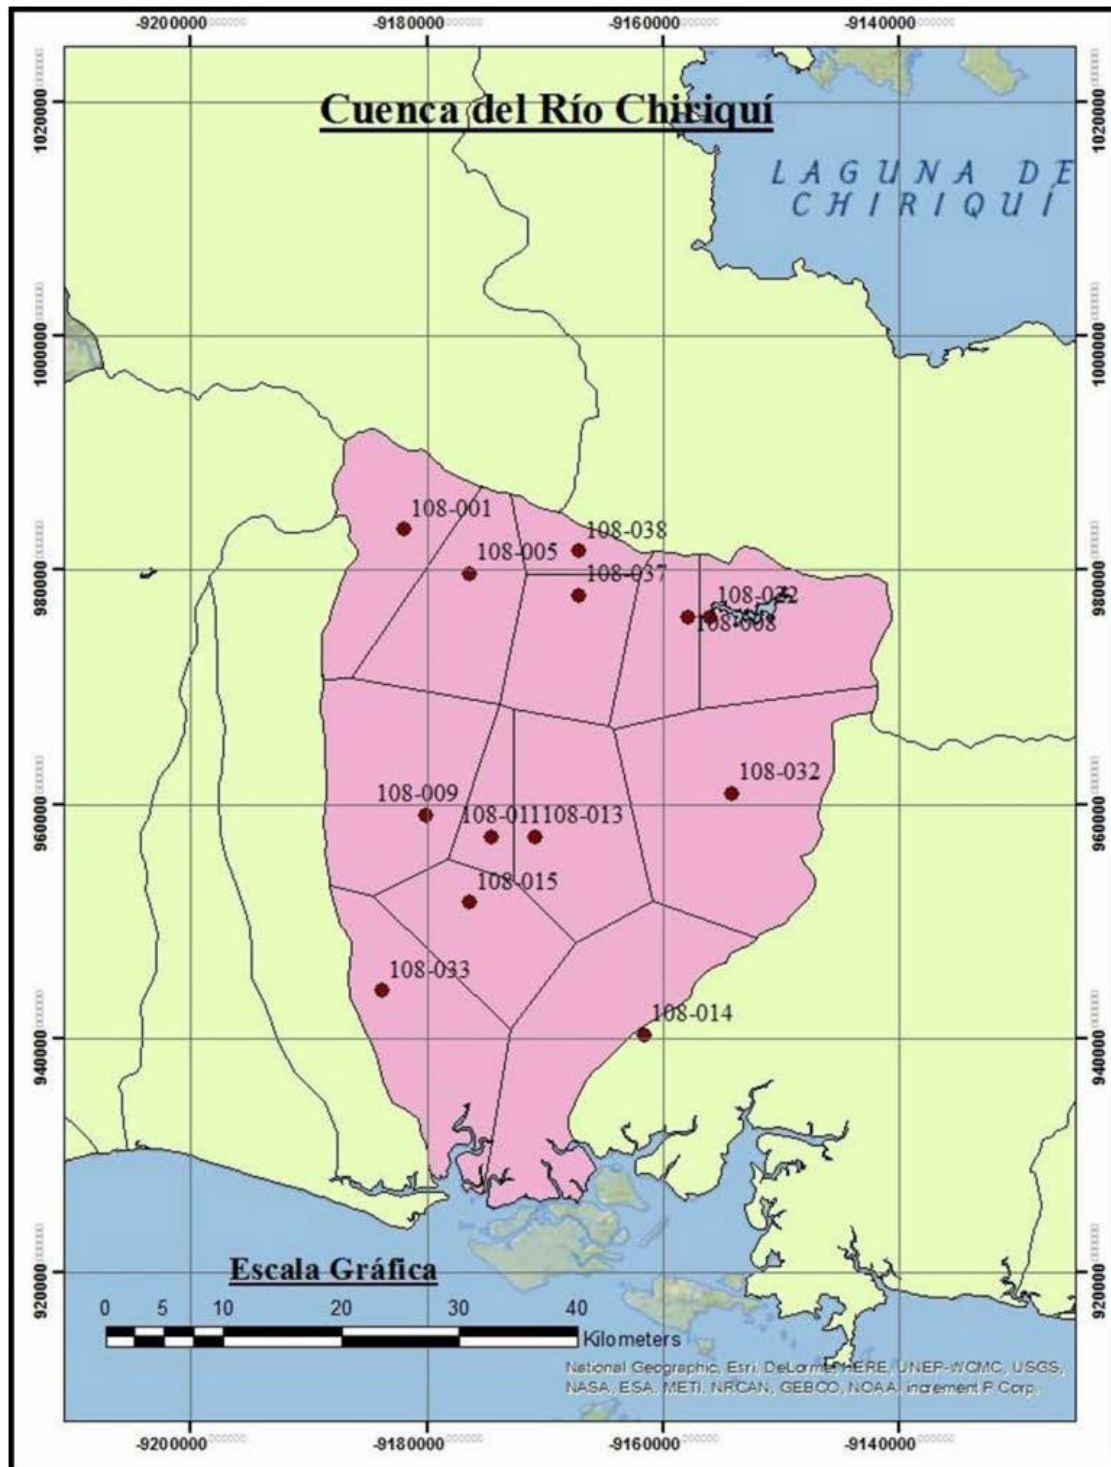 -9200000 -9180000 -9160000 -9140000
Cuenca del Río Chiriquí
LAGUNA DE
CHIRIQUÍ
1020000 1020000
1000000 1000000
980000 980000
960000 960000
940000 940000
920000 920000
108-001
108-038
108-005
108-037
108-022
108-008
108-032
108-009
108-011 108-013
108-015
108-033
108-014
Escala Gráfica
0 5 10 20 30 40
Kilometers
National Geographic, Esri, DeLorme, HERE, UNEP-WCMC, USGS,
NASA, ESA, METI, NRCAN, GEBCO, NOAA, increment P Corp.
-9200000 -9180000 -9160000 -9140000